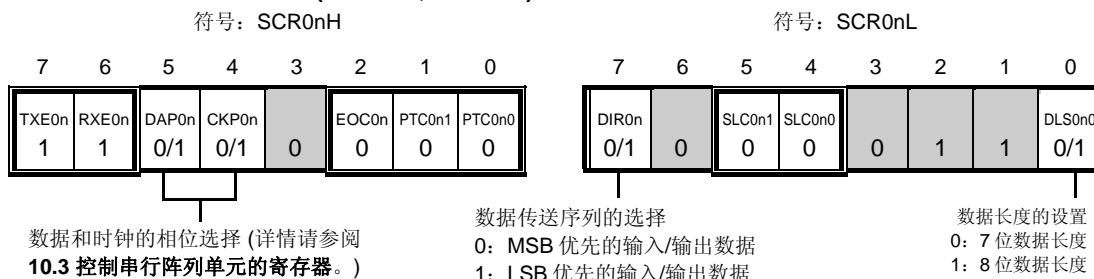 符号：SCR0nH
符号：SCR0nL
7 6 5 4 3 2 1 0
7 6 5 4 3 2 1 0
TXE0n RXE0n DAP0n CKP0n EOC0n PTC0n1 PTC0n0
1 1 0/1 0/1 0 0 0 0
DIR0n SLC0n1 SLC0n0 DLS0n0
0/1 0 0 0 0 1 1 0/1
数据和时钟的相位选择 (详情请参阅
10.3 控制串行阵列单元的寄存器。)
数据传送序列的选择
0：MSB 优先的输入/输出数据
1：LSB 优先的输入/输出数据
数据长度的设置
0：7 位数据长度
1：8 位数据长度